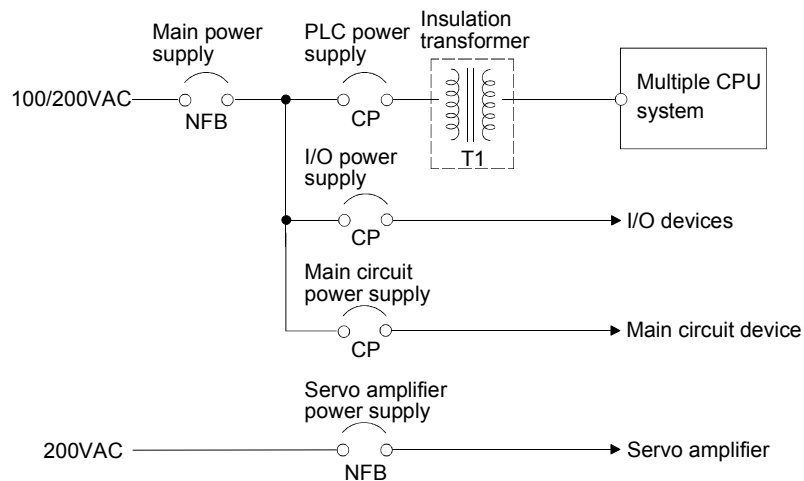 Main power
supply
PLC power
supply
Insulation
transformer
100/200VAC
NFB
CP
T1
Multiple CPU
system
I/O power
supply
CP
I/O devices
Main circuit
power supply
CP
Main circuit device
Servo amplifier
power supply
200VAC
NFB
Servo amplifier